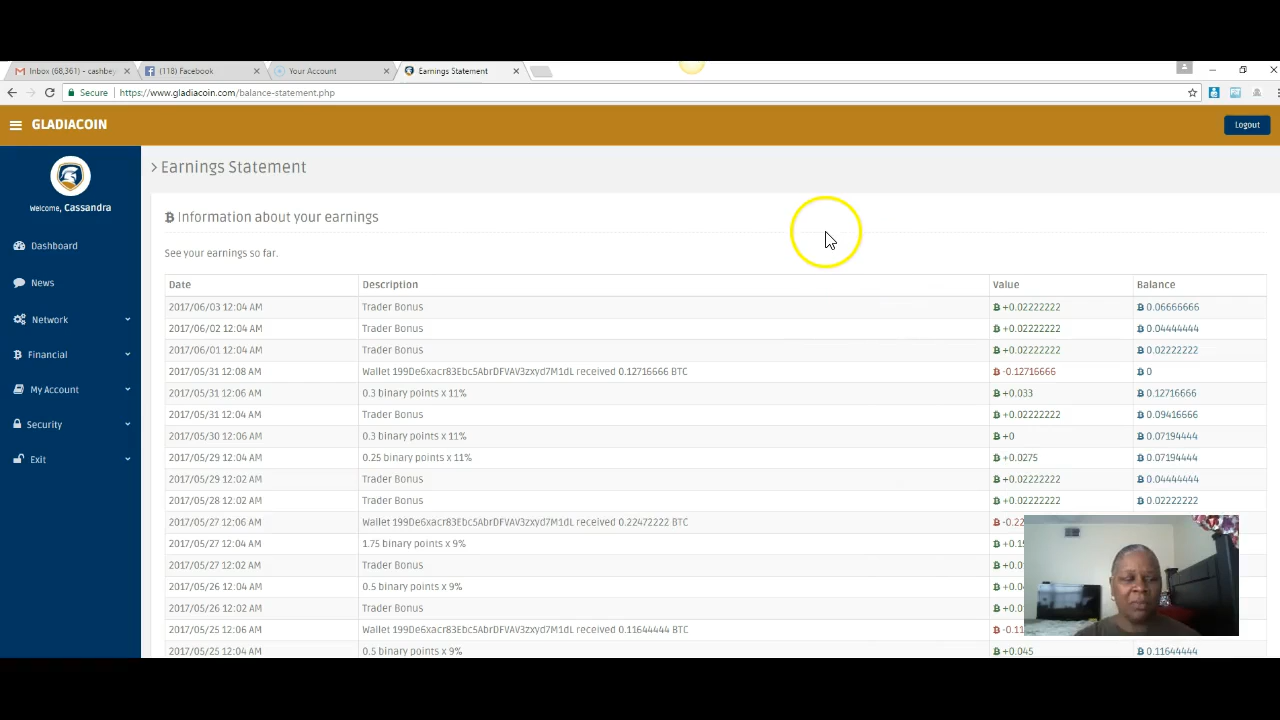 Inbox (68,361) - cashbe
(118) Facebook
Your Account
Earnings Statement
Secure https://www.gladiacoin.com/balance-statement.php
GLADIACOIN
Logout
Welcome, Cassandra
Dashboard
News
Network
Financial
My Account
Security
Exit
> Earnings Statement
Information about your earnings
See your earnings so far.
Date Description Value Balance
2017/06/03 12:04 AM Trader Bonus +0.02222222 0.06666666
2017/06/02 12:04 AM Trader Bonus +0.02222222 0.04444444
2017/06/01 12:04 AM Trader Bonus +0.02222222 0.02222222
2017/05/31 12:08 AM Wallet 199De6xacr83Ebc5AbrDFVAV3zxyd7M1dL received 0.12716666 BTC -0.12716666 0
2017/05/31 12:06 AM 0.3 binary points x 11% +0.033 0.12716666
2017/05/31 12:04 AM Trader Bonus +0.02222222 0.09416666
2017/05/30 12:06 AM 0.3 binary points x 11% +0 0.07194444
2017/05/29 12:04 AM 0.25 binary points x 11% +0.0275 0.07194444
2017/05/29 12:02 AM Trader Bonus +0.02222222 0.04444444
2017/05/28 12:02 AM Trader Bonus +0.02222222 0.02222222
2017/05/27 12:06 AM Wallet 199De6xacr83Ebc5AbrDFVAV3zxyd7M1dL received 0.22472222 BTC -0.22
2017/05/27 12:04 AM 1.75 binary points x 9% +0.1
2017/05/27 12:02 AM Trader Bonus +0.0
2017/05/26 12:04 AM 0.5 binary points x 9% +0.0
2017/05/26 12:02 AM Trader Bonus +0.0
2017/05/25 12:06 AM Wallet 199De6xacr83Ebc5AbrDFVAV3zxyd7M1dL received 0.11644444 BTC -0.11
2017/05/25 12:04 AM 0.5 binary points x 9% +0.045 0.11644444